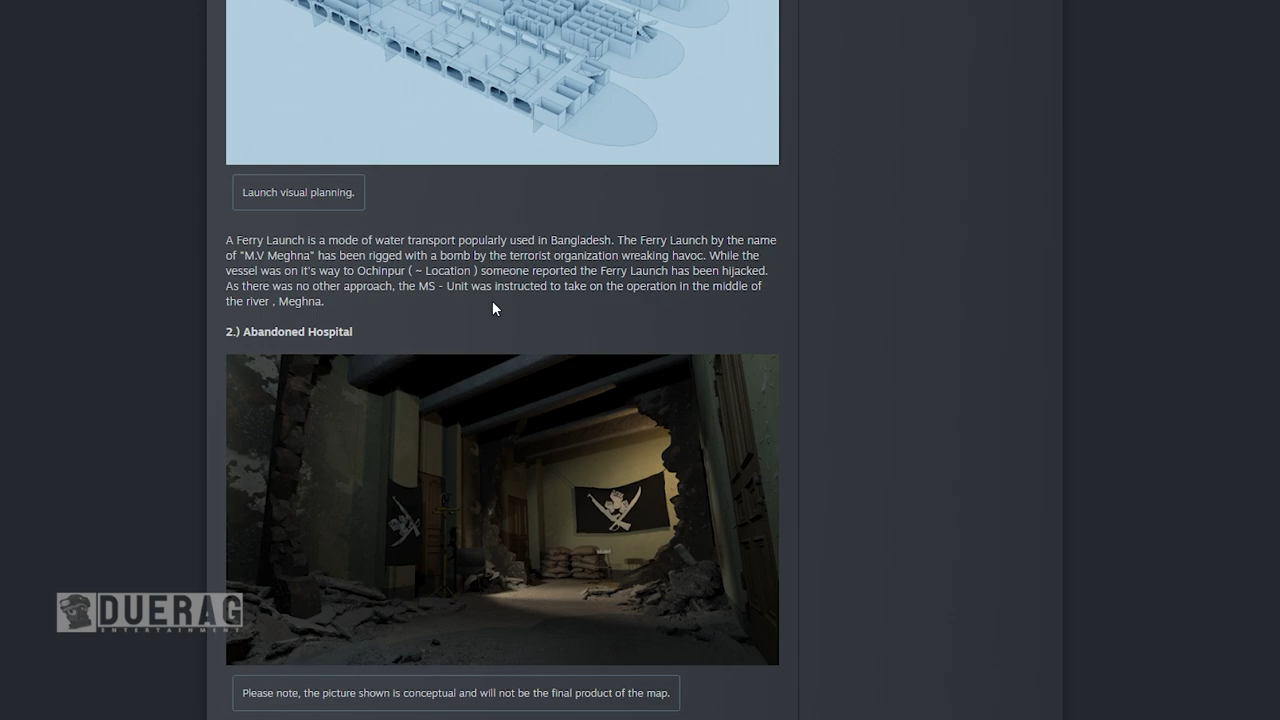 Launch visual planning.
A Ferry Launch is a mode of water transport popularly used in Bangladesh. The Ferry Launch by the name
of "M.V Meghna" has been rigged with a bomb by the terrorist organization wreaking havoc. While the
vessel was on it's way to Ochinpur ( ~ Location ) someone reported the Ferry Launch has been hijacked.
As there was no other approach, the MS - Unit was instructed to take on the operation in the middle of
the river , Meghna.
2.) Abandoned Hospital
DUERAG
ENTERTAINMENT
Please note, the picture shown is conceptual and will not be the final product of the map.